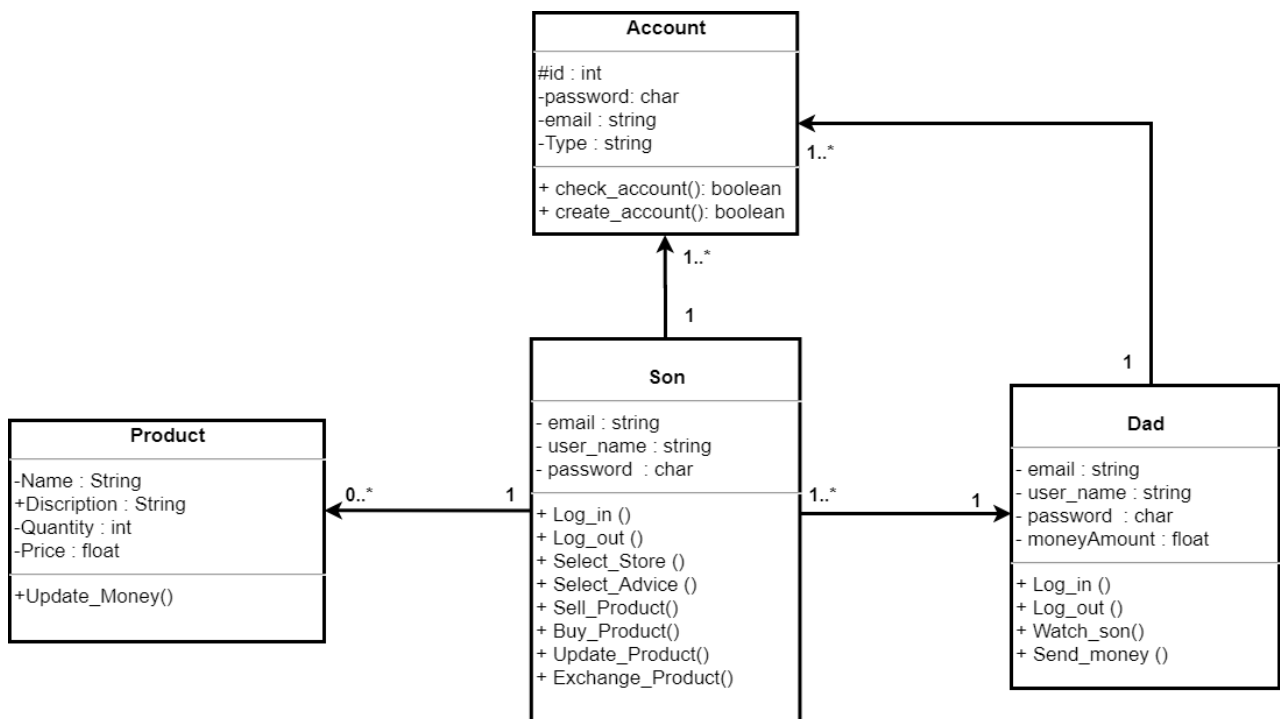 Account
#id : int
-password: char
-email : string
-Type : string
+ check_account(): boolean
+ create_account(): boolean
1..*
1..*
1
1
Son
- email : string
- user_name : string
- password : char
+ Log_in ()
+ Log_out ()
+ Select_Store ()
+ Select_Advice ()
+ Sell_Product()
+ Buy_Product()
+ Update_Product()
+ Exchange_Product()
Product
-Name : String
+Discription : String
-Quantity : int
-Price : float
+Update_Money()
0..*
1
1..*
1
Dad
- email : string
- user_name : string
- password : char
- moneyAmount : float
+ Log_in ()
+ Log_out ()
+ Watch_son()
+ Send_money ()